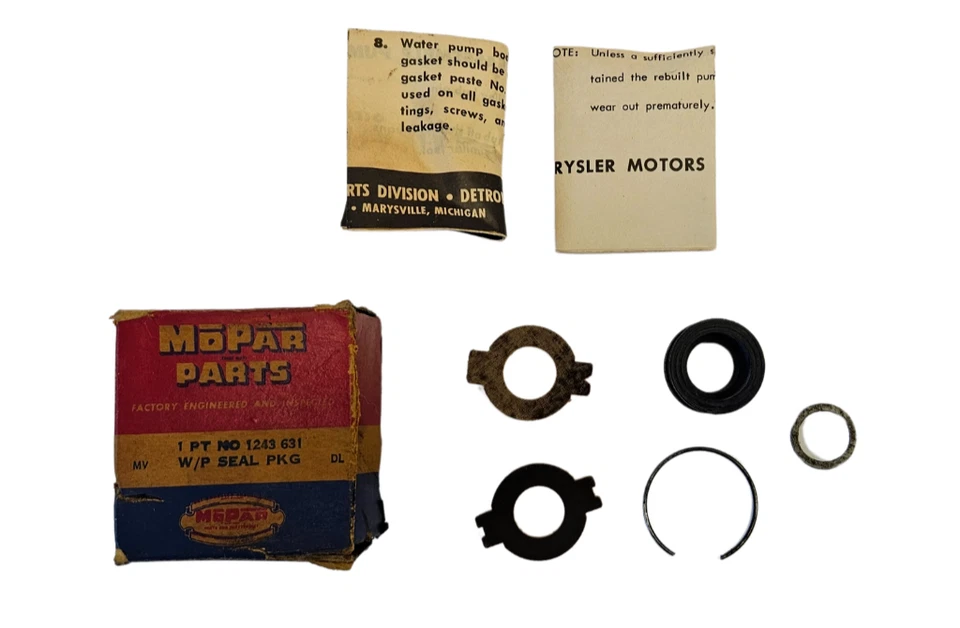 8. Water pump bod
gasket should be
gasket paste No.
used on all gask
tings, screws, an
leakage.
RTS DIVISION • DETRO
• MARYSVILLE, MICHIGAN
OTE: Unless a sufficiently s
tained the rebuilt pum
wear out prematurely.
RYSLER MOTORS
MOPAR
PARTS
FACTORY ENGINEERED AND INSPECTED
1 PT NO 1243 631
MV W/P SEAL PKG DL
MOPAR